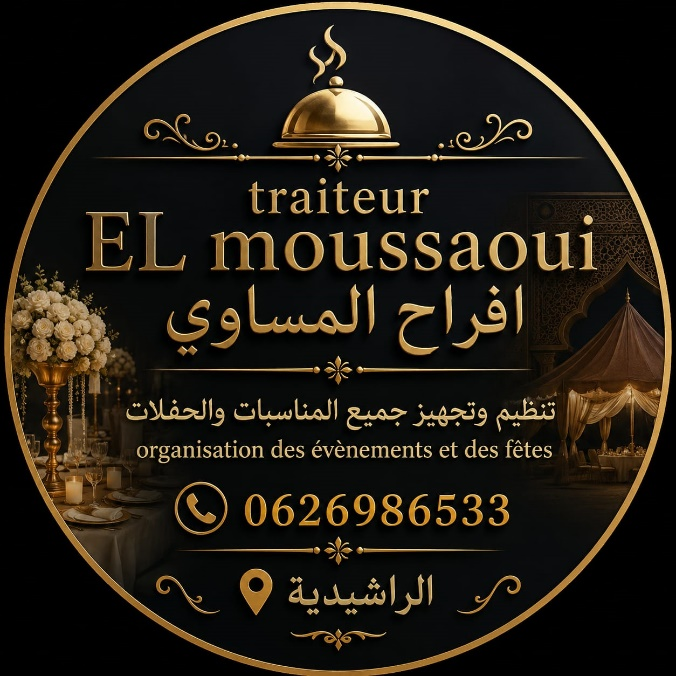 traiteur
EL moussaoui
افراح المساوي
تنظيم وتجهيز جميع المناسبات والحفلات
organisation des évènements et des fêtes
0626986533
الراشيدية